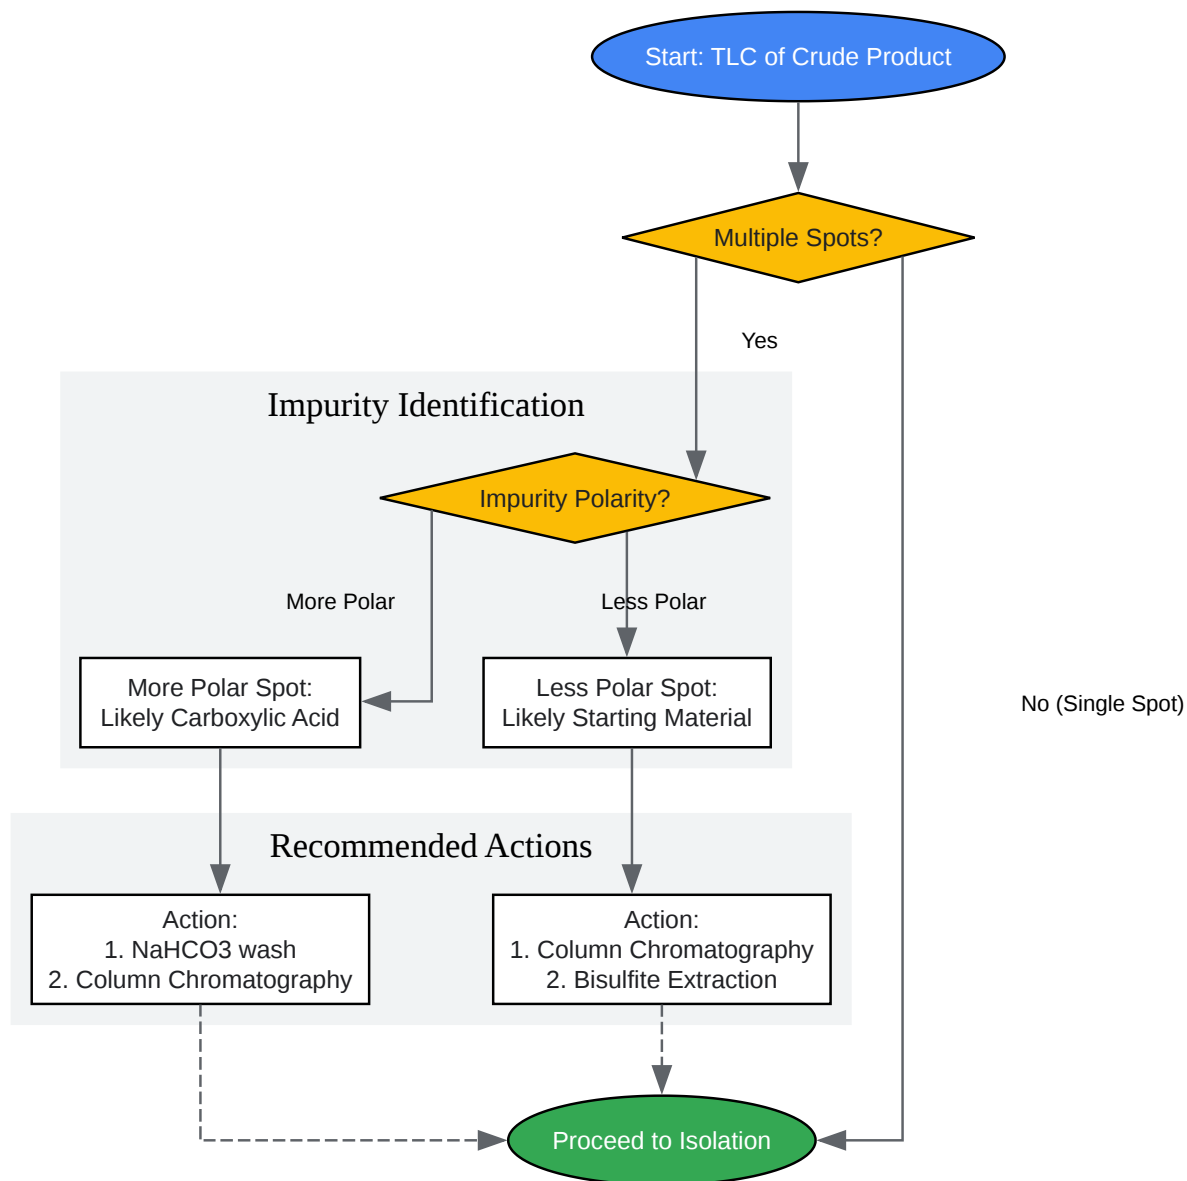 Start: TLC of Crude Product
Multiple Spots?
Yes
Impurity Identification
Impurity Polarity?
More Polar
Less Polar
More Polar Spot:
Likely Carboxylic Acid
Less Polar Spot:
Likely Starting Material
No (Single Spot)
Recommended Actions
Action:
1. NaHCO3 wash
2. Column Chromatography
Action:
1. Column Chromatography
2. Bisulfite Extraction
Proceed to Isolation